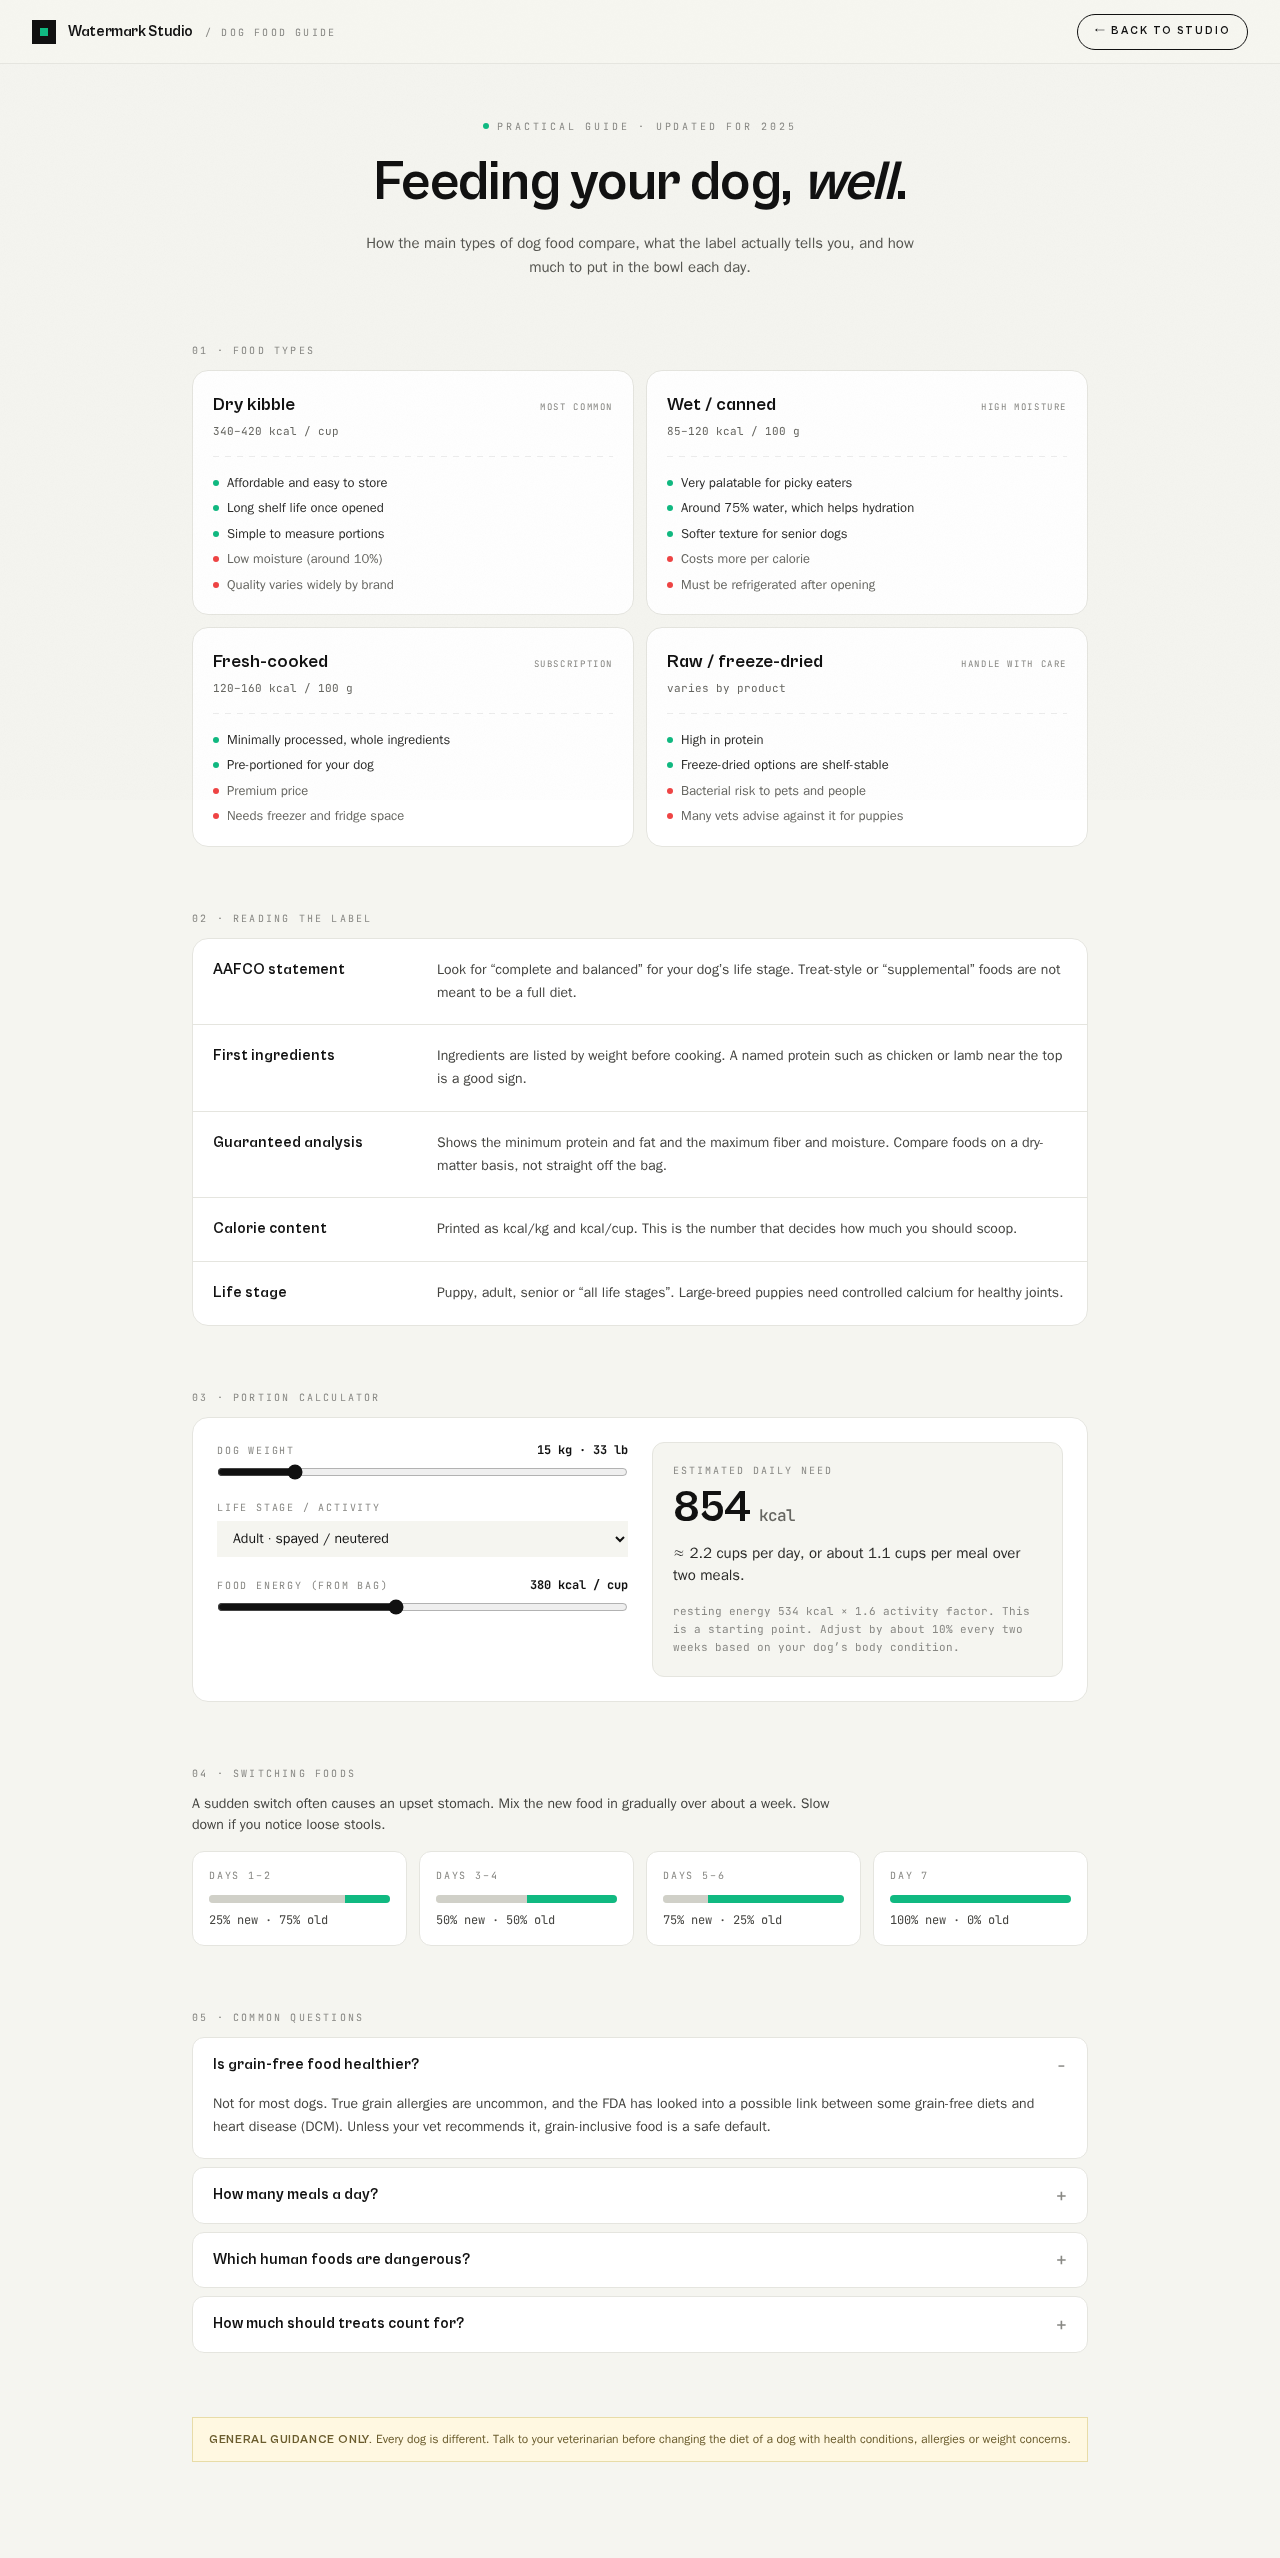 Watermark Studio / DOG FOOD GUIDE
← BACK TO STUDIO
PRACTICAL GUIDE · UPDATED FOR 2025
Feeding your dog, well.
How the main types of dog food compare, what the label actually tells you, and how
much to put in the bowl each day.
01 · FOOD TYPES
Dry kibble
MOST COMMON
340–420 kcal / cup
Affordable and easy to store
Long shelf life once opened
Simple to measure portions
Low moisture (around 10%)
Quality varies widely by brand
Wet / canned
HIGH MOISTURE
85–120 kcal / 100 g
Very palatable for picky eaters
Around 75% water, which helps hydration
Softer texture for senior dogs
Costs more per calorie
Must be refrigerated after opening
Fresh-cooked
SUBSCRIPTION
120–160 kcal / 100 g
Minimally processed, whole ingredients
Pre-portioned for your dog
Premium price
Needs freezer and fridge space
Raw / freeze-dried
HANDLE WITH CARE
varies by product
High in protein
Freeze-dried options are shelf-stable
Bacterial risk to pets and people
Many vets advise against it for puppies
02 · READING THE LABEL
AAFCO statement
Look for “complete and balanced” for your dog’s life stage. Treat-style or “supplemental” foods are not
meant to be a full diet.
First ingredients
Ingredients are listed by weight before cooking. A named protein such as chicken or lamb near the top
is a good sign.
Guaranteed analysis
Shows the minimum protein and fat and the maximum fiber and moisture. Compare foods on a dry-
matter basis, not straight off the bag.
Calorie content
Printed as kcal/kg and kcal/cup. This is the number that decides how much you should scoop.
Life stage
Puppy, adult, senior or “all life stages”. Large-breed puppies need controlled calcium for healthy joints.
03 · PORTION CALCULATOR
DOG WEIGHT
15 kg · 33 lb
LIFE STAGE / ACTIVITY
Adult · spayed / neutered
FOOD ENERGY (FROM BAG)
380 kcal / cup
ESTIMATED DAILY NEED
854 kcal
≈ 2.2 cups per day, or about 1.1 cups per meal over
two meals.
resting energy 534 kcal × 1.6 activity factor. This
is a starting point. Adjust by about 10% every two
weeks based on your dog’s body condition.
04 · SWITCHING FOODS
A sudden switch often causes an upset stomach. Mix the new food in gradually over about a week. Slow
down if you notice loose stools.
DAYS 1–2
25% new · 75% old
DAYS 3–4
50% new · 50% old
DAYS 5–6
75% new · 25% old
DAY 7
100% new · 0% old
05 · COMMON QUESTIONS
Is grain-free food healthier?
–
Not for most dogs. True grain allergies are uncommon, and the FDA has looked into a possible link between some grain-free diets and
heart disease (DCM). Unless your vet recommends it, grain-inclusive food is a safe default.
How many meals a day?
+
Which human foods are dangerous?
+
How much should treats count for?
+
GENERAL GUIDANCE ONLY. Every dog is different. Talk to your veterinarian before changing the diet of a dog with health conditions, allergies or weight concerns.